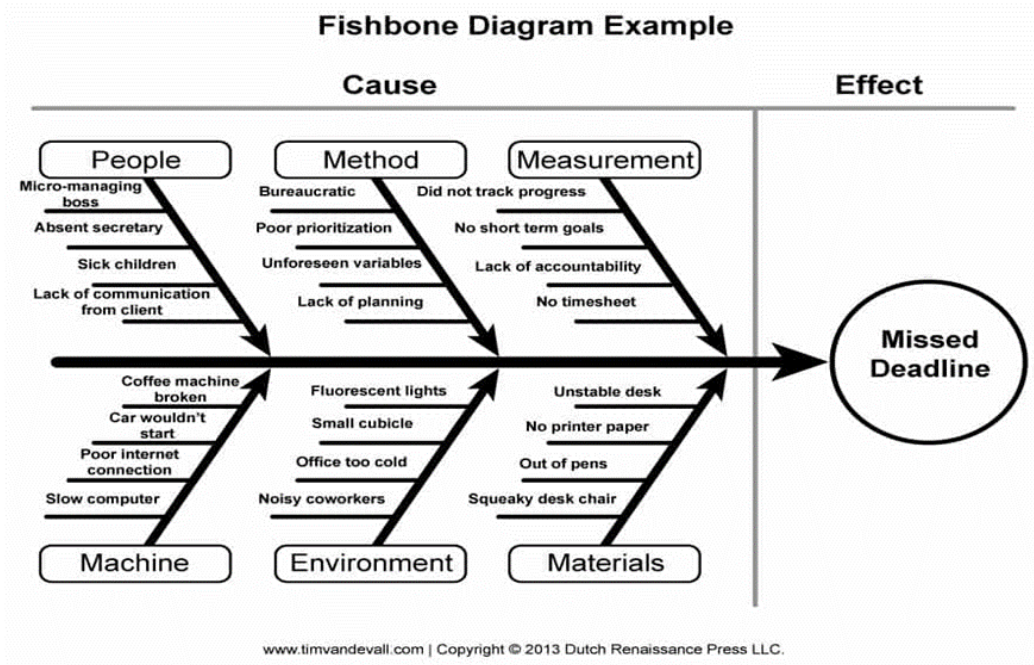 Fishbone Diagram Example
Cause
Effect
People
Micro-managing
boss
Absent secretary
Sick children
Lack of communication
from client
Method
Bureaucratic
Poor prioritization
Unforeseen variables
Lack of planning
Measurement
Did not track progress
No short term goals
Lack of accountability
No timesheet
Missed
Deadline
Coffee machine
broken
Car wouldn't
start
Poor internet
connection
Slow computer
Machine
Fluorescent lights
Small cubicle
Office too cold
Noisy coworkers
Environment
Unstable desk
No printer paper
Out of pens
Squeaky desk chair
Materials
www.timvandevall.com | Copyright © 2013 Dutch Renaissance Press LLC.